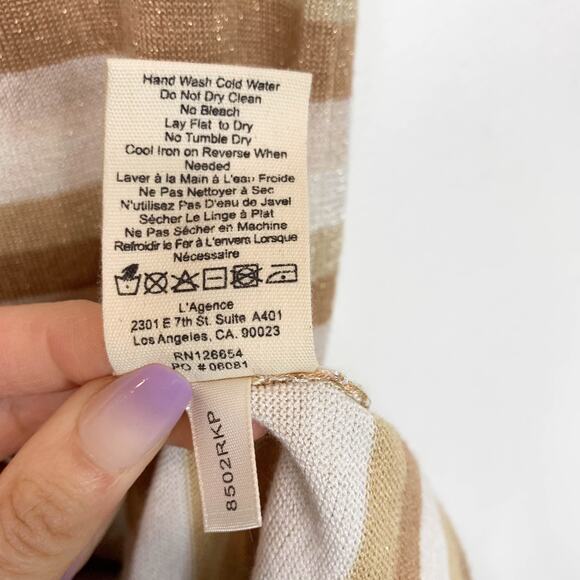 Hand Wash Cold Water
Do Not Dry Clean
No Bleach
Lay Flat to Dry
No Tumble Dry
Cool Iron on Reverse When
Needed
Laver à la Main à L'eau Froide
Ne Pas Nettoyer à Sec
N'utilisez Pas D'eau de Javel
Sécher Le Linge à Plat
Ne Pas Sécher en Machine
Refroidir le Fer à L'envers Lorsque
Nécessaire
L'Agence
2301 E 7th St. Suite A401
Los Angeles, CA. 90023
RN126654
PO # 06081
8502RKP